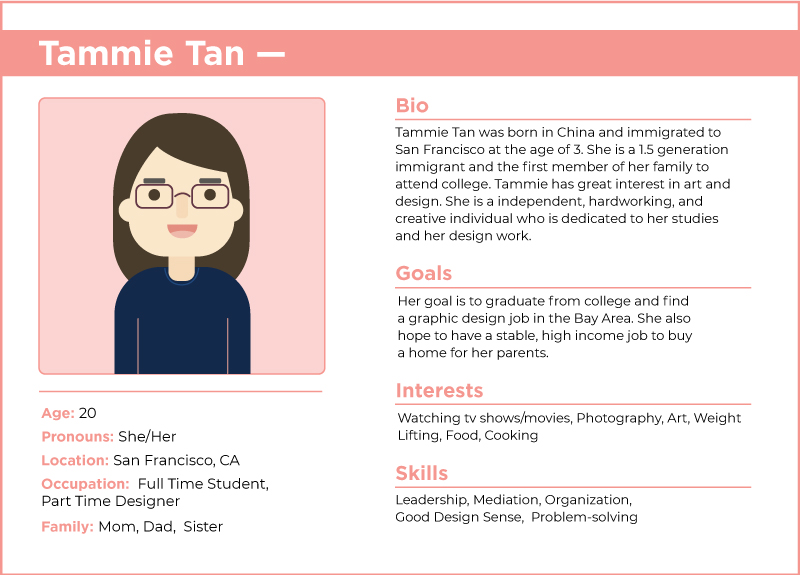 Tammie Tan —
Age: 20
Pronouns: She/Her
Location: San Francisco, CA
Occupation: Full Time Student,
Part Time Designer
Family: Mom, Dad, Sister
Bio
Tammie Tan was born in China and immigrated to
San Francisco at the age of 3. She is a 1.5 generation
immigrant and the first member of her family to
attend college. Tammie has great interest in art and
design. She is a independent, hardworking, and
creative individual who is dedicated to her studies
and her design work.
Goals
Her goal is to graduate from college and find
a graphic design job in the Bay Area. She also
hope to have a stable, high income job to buy
a home for her parents.
Interests
Watching tv shows/movies, Photography, Art, Weight
Lifting, Food, Cooking
Skills
Leadership, Mediation, Organization,
Good Design Sense, Problem-solving